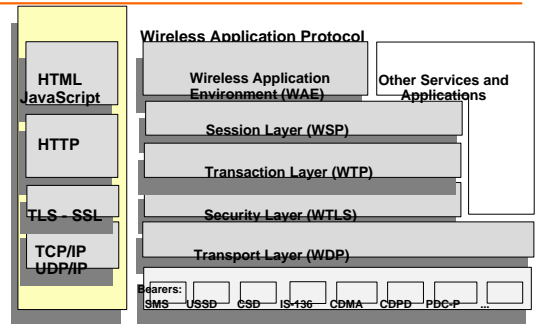 Wireless Application Protocol
HTML
JavaScript
HTTP
TLS - SSL
TCP/IP
UDP/IP
Wireless Application
Environment (WAE)
Session Layer (WSP)
Transaction Layer (WTP)
Security Layer (WTLS)
Transport Layer (WDP)
Other Services and
Applications
Bearers:
SMS USSD CSD IS-136 CDMA CDPD PDC-P ...